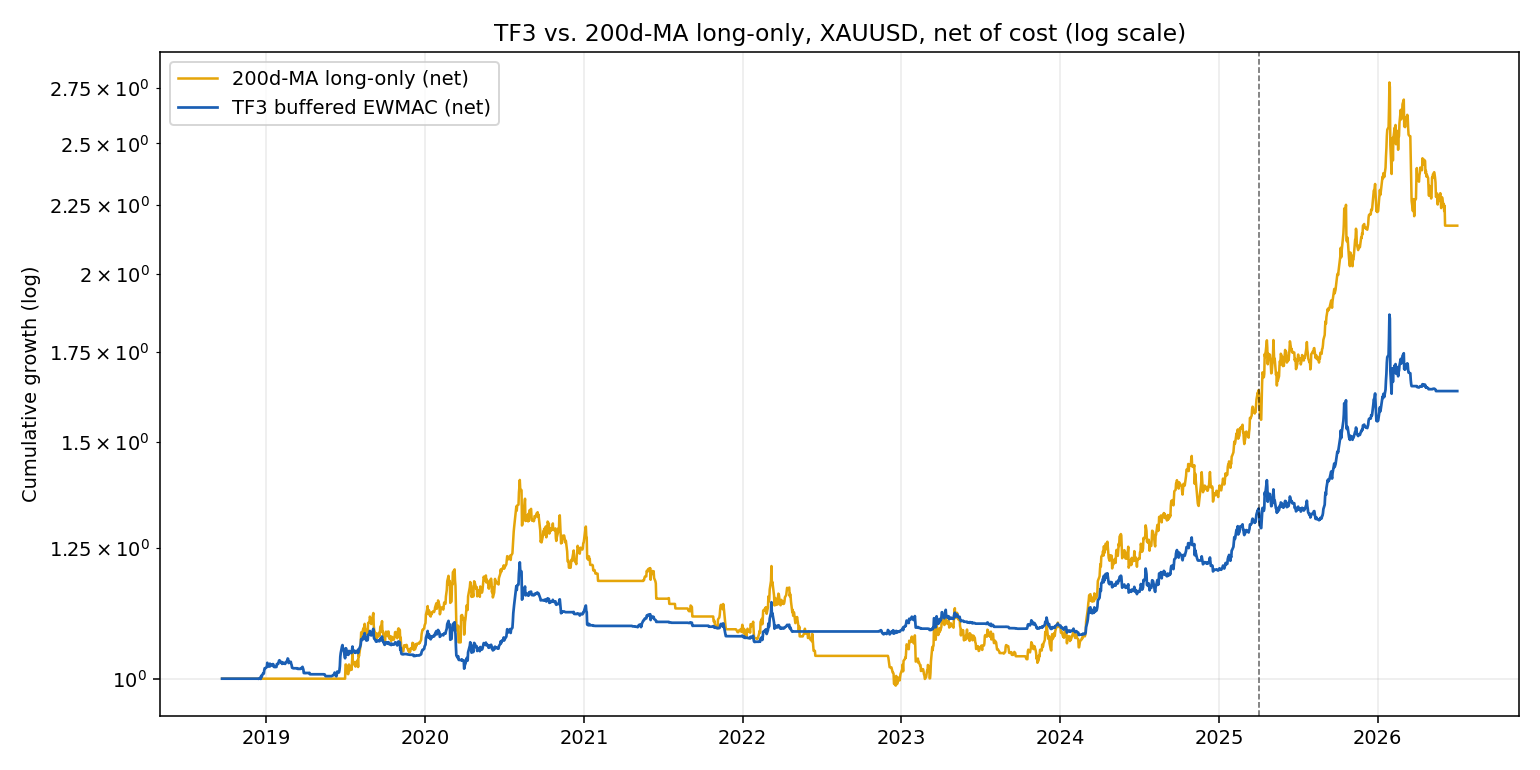 TF3 vs. 200d-MA long-only, XAUUSD, net of cost (log scale)
200d-MA long-only (net)
TF3 buffered EWMAC (net)
Cumulative growth (log)
2.75 × 10⁰
2.5 × 10⁰
2.25 × 10⁰
2 × 10⁰
1.75 × 10⁰
1.5 × 10⁰
1.25 × 10⁰
10⁰
2019 2020 2021 2022 2023 2024 2025 2026